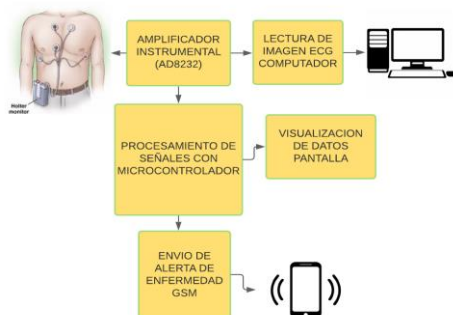 AMPLIFICADOR
INSTRUMENTAL
(AD8232)
LECTURA DE
IMAGEN ECG
COMPUTADOR
Holter
monitor
PROCESAMIENTO DE
SEÑALES CON
MICROCONTROLADOR
VISUALIZACION
DE DATOS
PANTALLA
ENVIO DE
ALERTA DE
ENFERMEDAD
GSM